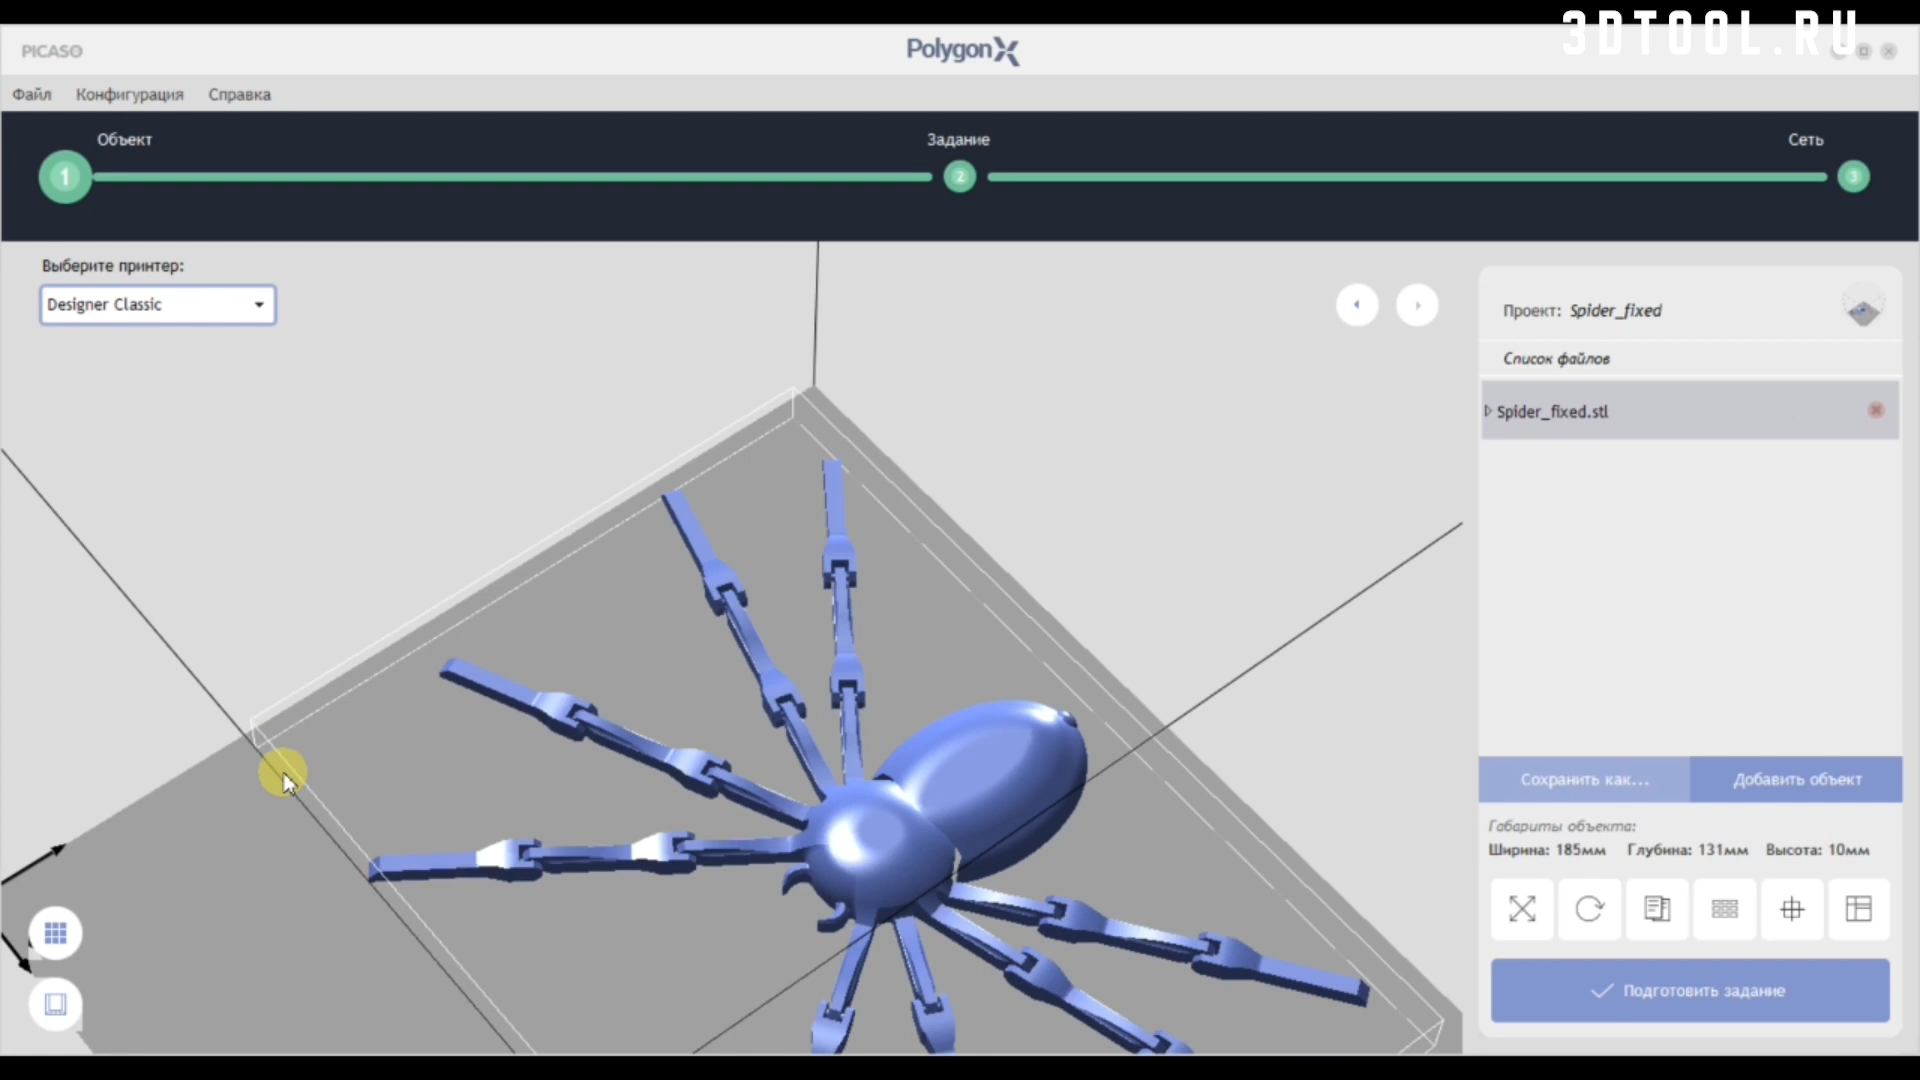 3DTOOL.RU
PICASO
PolygonX
Файл Конфигурация Справка
Объект Задание Сеть
1 2 3
Выберите принтер:
Designer Classic
Проект: Spider_fixed
Список файлов
Spider_fixed.stl
Сохранить как... Добавить объект
Габариты объекта:
Ширина: 185мм Глубина: 131мм Высота: 10мм
Подготовить задание